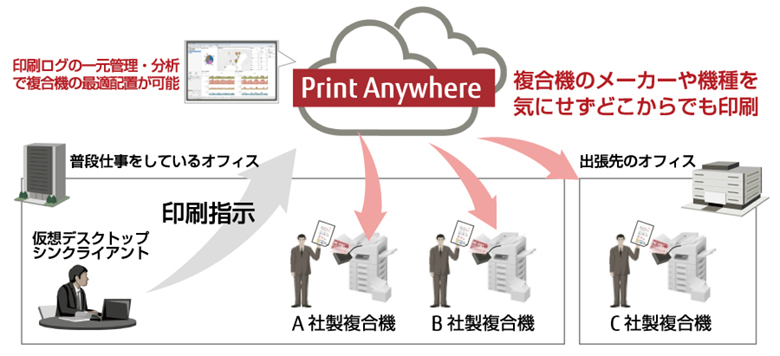 印刷ログの一元管理・分析
で複合機の最適配置が可能
Print Anywhere
複合機のメーカーや機種を
気にせずどこからでも印刷
普段仕事をしているオフィス
出張先のオフィス
印刷指示
仮想デスクトップ
シンクライアント
A 社製複合機
B 社製複合機
C 社製複合機